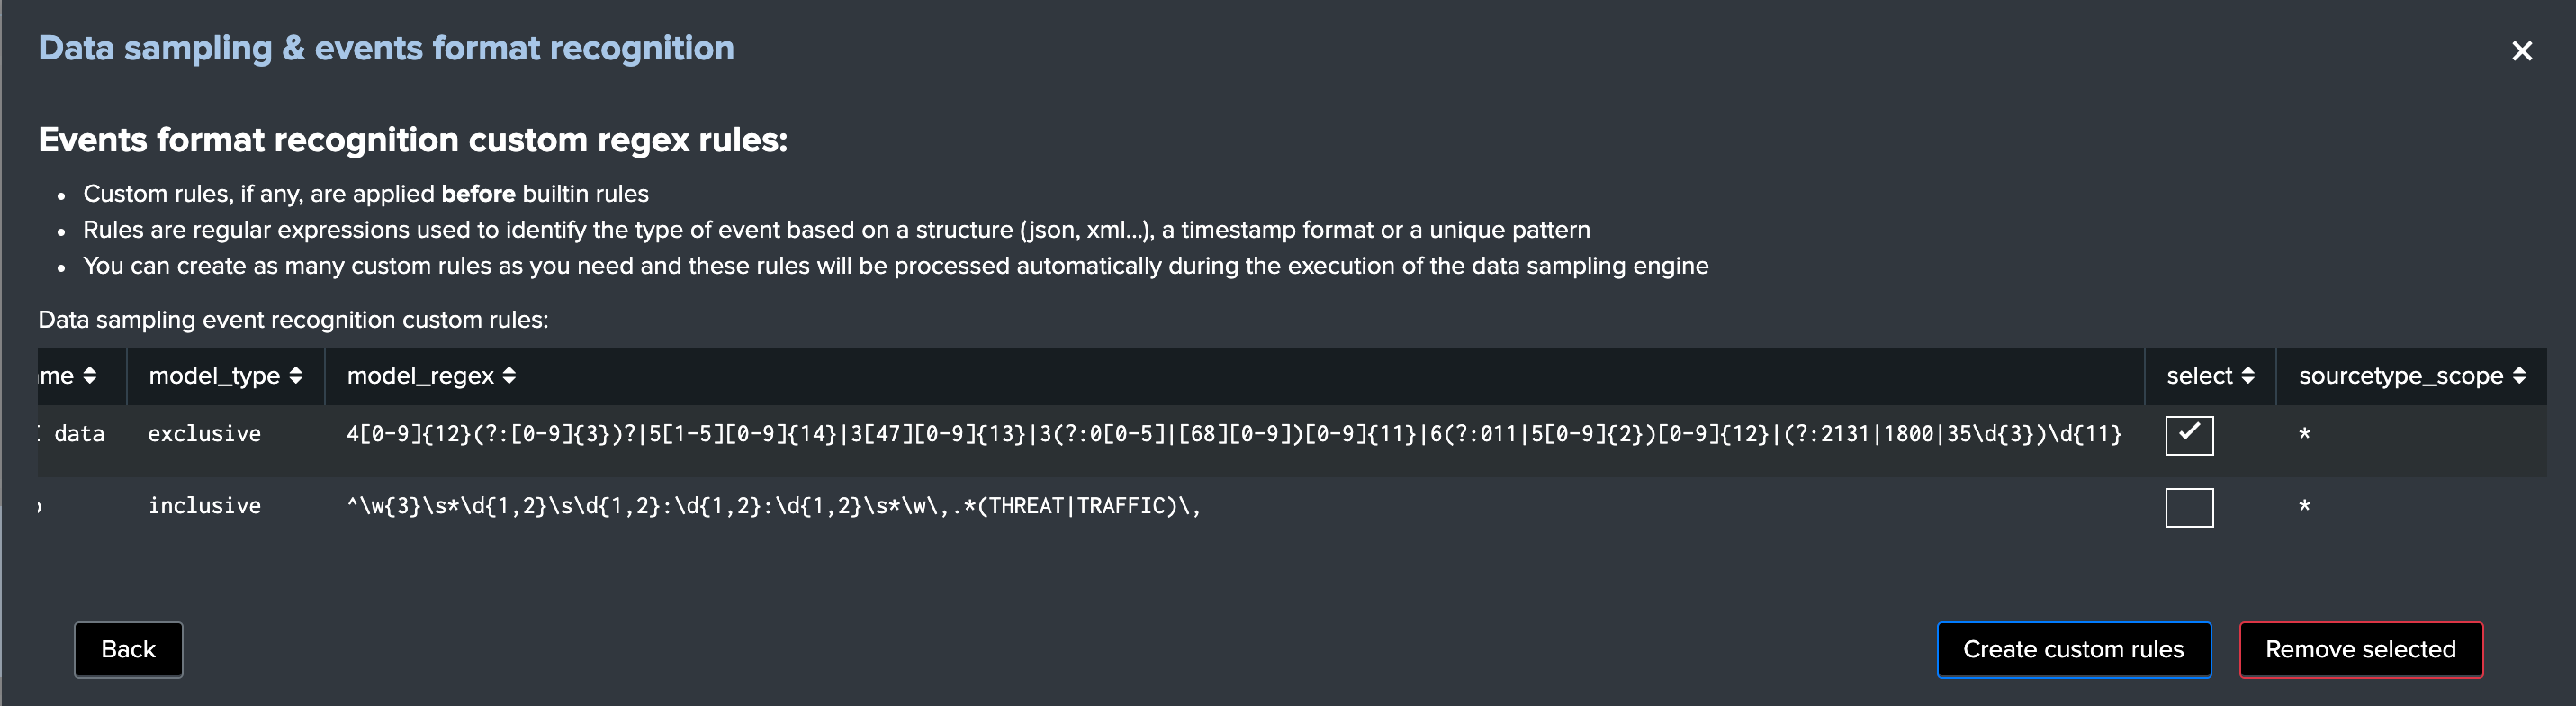 Data sampling & events format recognition
Events format recognition custom regex rules:
• Custom rules, if any, are applied before builtin rules
• Rules are regular expressions used to identify the type of event based on a structure (json, xml...), a timestamp format or a unique pattern
• You can create as many custom rules as you need and these rules will be processed automatically during the execution of the data sampling engine
Data sampling event recognition custom rules:
me model_type model_regex select sourcetype_scope
data exclusive 4[0-9]{12}(?:[0-9]{3})?|5[1-5][0-9]{14}|3[47][0-9]{13}|3(?:0[0-5]|[68][0-9])[0-9]{11}|6(?:011|5[0-9]{2})[0-9]{12}|(?:2131|1800|35\d{3})\d{11} *
inclusive ^\w{3}\s*\d{1,2}\s\d{1,2}:\d{1,2}:\d{1,2}\s*\w\,.*(THREAT|TRAFFIC)\, *
Back Create custom rules Remove selected